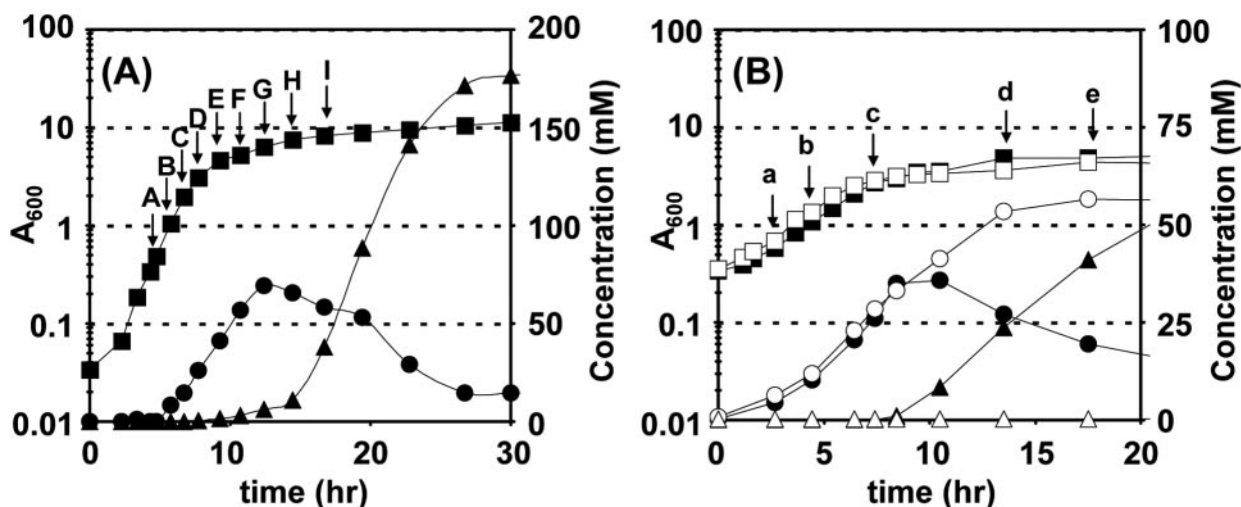 (A)
A₆₀₀
100
10
1
0.1
0.01
A
B
C
D
E
F
G
H
I
200
150
100
50
0
Concentration (mM)
0 10 20 30
time (hr)
(B)
A₆₀₀
100
10
1
0.1
0.01
a
b
c
d
e
100
75
50
25
0
Concentration (mM)
0 5 10 15 20
time (hr)